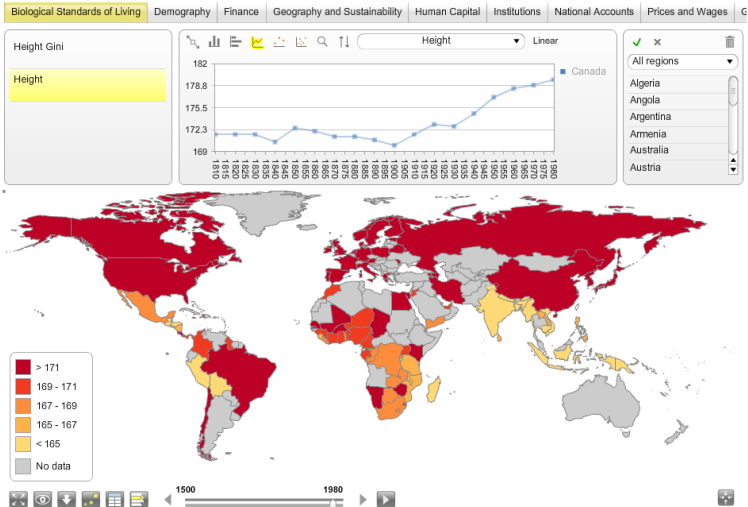 Biological Standards of Living Demography Finance Geography and Sustainability Human Capital Institutions National Accounts Prices and Wages
Height Gini
Height
Height Linear
182
178.8
175.5
172.3
169
Canada
1810 1815 1820 1825 1830 1835 1840 1845 1850 1855 1860 1865 1870 1875 1880 1885 1890 1895 1900 1905 1910 1915 1920 1925 1930 1935 1940 1945 1950 1955 1960 1965 1970 1975 1980
All regions
Algeria
Angola
Argentina
Armenia
Australia
Austria
> 171
169 - 171
167 - 169
165 - 167
< 165
No data
1500 1980